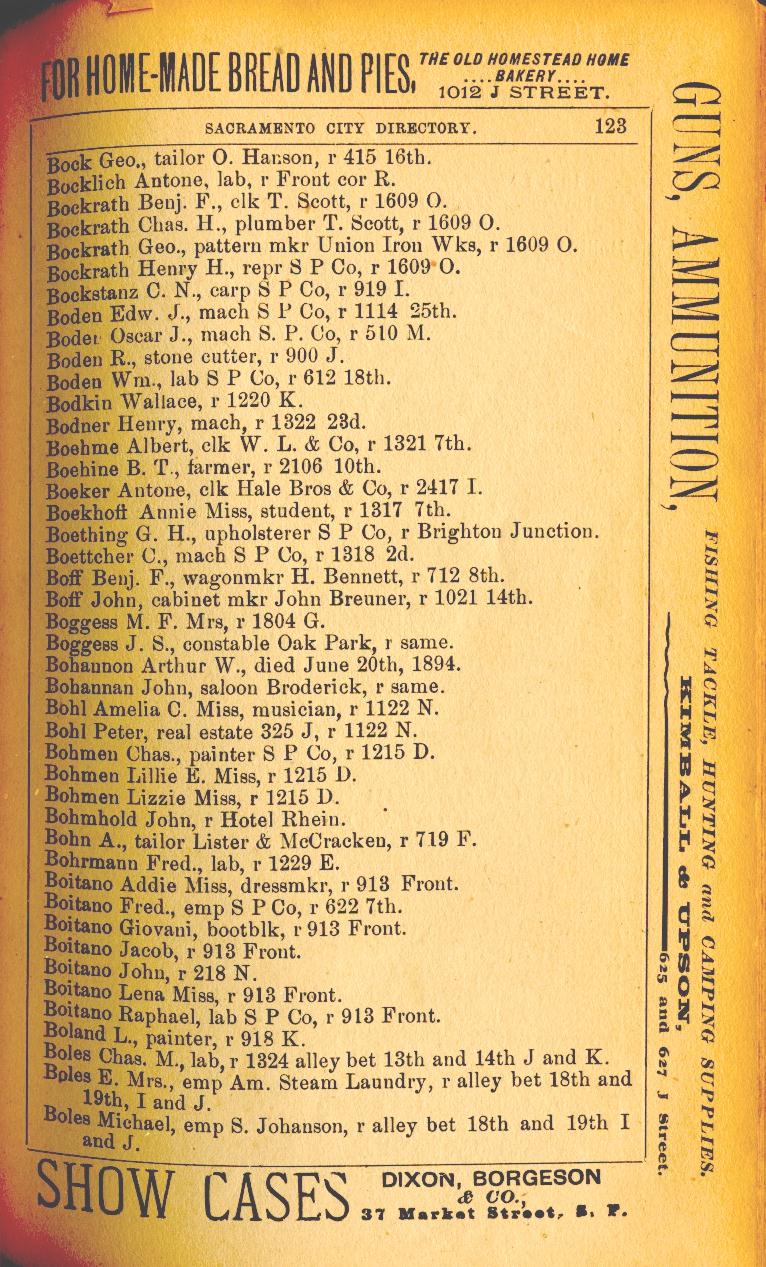 FOR HOME-MADE BREAD AND PIES, THE OLD HOMESTEAD HOME
....BAKERY....
1012 J STREET.
SACRAMENTO CITY DIRECTORY. 123
Bock Geo., tailor O. Hanson, r 415 16th.
Bocklich Antone, lab, r Front cor R.
Bockrath Benj. F., clk T. Scott, r 1609 O.
Bockrath Chas. H., plumber T. Scott, r 1609 O.
Bockrath Geo., pattern mkr Union Iron Wks, r 1609 O.
Bockrath Henry H., repr S P Co, r 1609 O.
Bockstanz C. N., carp S P Co, r 919 I.
Boden Edw. J., mach S P Co, r 1114 25th.
Boden Oscar J., mach S. P. Co, r 510 M.
Boden R., stone cutter, r 900 J.
Boden Wm., lab S P Co, r 612 18th.
Bodkin Wallace, r 1220 K.
Bodner Henry, mach, r 1322 23d.
Boehme Albert, clk W. L. & Co, r 1321 7th.
Boehine B. T., farmer, r 2106 10th.
Boeker Antone, clk Hale Bros & Co, r 2417 I.
Boekhoff Annie Miss, student, r 1317 7th.
Boething G. H., upholsterer S P Co, r Brighton Junction.
Boettcher C., mach S P Co, r 1318 2d.
Boff Benj. F., wagonmkr H. Bennett, r 712 8th.
Boff John, cabinet mkr John Breuner, r 1021 14th.
Boggess M. F. Mrs, r 1804 G.
Boggess J. S., constable Oak Park, r same.
Bohannon Arthur W., died June 20th, 1894.
Bohannan John, saloon Broderick, r same.
Bohl Amelia C. Miss, musician, r 1122 N.
Bohl Peter, real estate 325 J, r 1122 N.
Bohmen Chas., painter S P Co, r 1215 D.
Bohmen Lillie E. Miss, r 1215 D.
Bohmen Lizzie Miss, r 1215 D.
Bohmhold John, r Hotel Rhein.
Bohn A., tailor Lister & McCracken, r 719 F.
Bohrmann Fred., lab, r 1229 E.
Boitano Addie Miss, dressmkr, r 913 Front.
Boitano Fred., emp S P Co, r 622 7th.
Boitano Giovani, bootblk, r 913 Front.
Boitano Jacob, r 913 Front.
Boitano John, r 218 N.
Boitano Lena Miss, r 913 Front.
Boitano Raphael, lab S P Co, r 913 Front.
Boland L., painter, r 918 K.
Boles Chas. M., lab, r 1324 alley bet 13th and 14th J and K.
Boles E. Mrs., emp Am. Steam Laundry, r alley bet 18th and
19th, I and J.
Boles Michael, emp S. Johanson, r alley bet 18th and 19th I
and J.
SHOW CASES DIXON, BORGESON
& CO.,
37 Market Street, S. F.
GUNS, AMMUNITION,
FISHING TACKLE, HUNTING and CAMPING SUPPLIES.
KIMBALL & UPSON,
625 and 627 J Street.